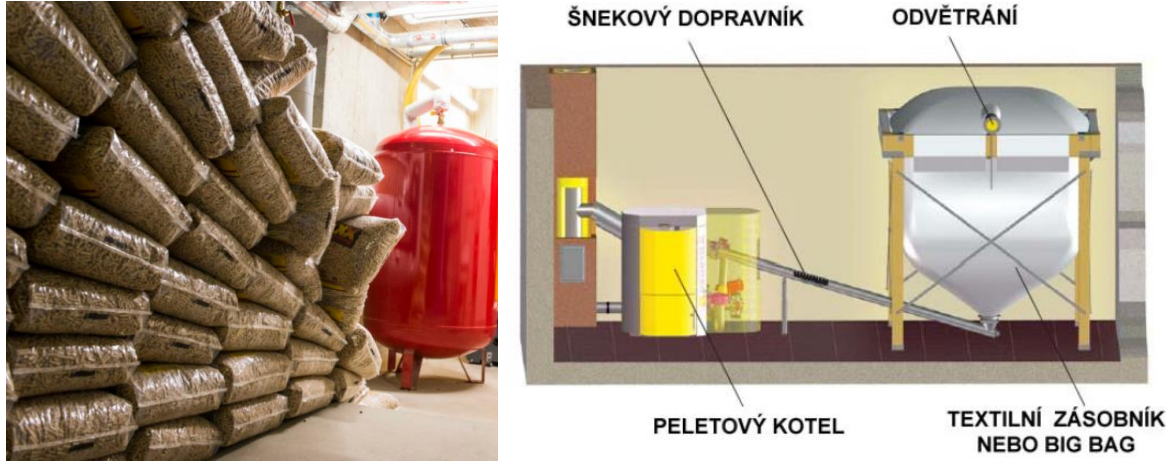 ŠNEKOVÝ DOPRAVNÍK
ODVĚTRÁNÍ
PELETOVÝ KOTEL
TEXTILNÍ ZÁSOBNÍK
NEBO BIG BAG